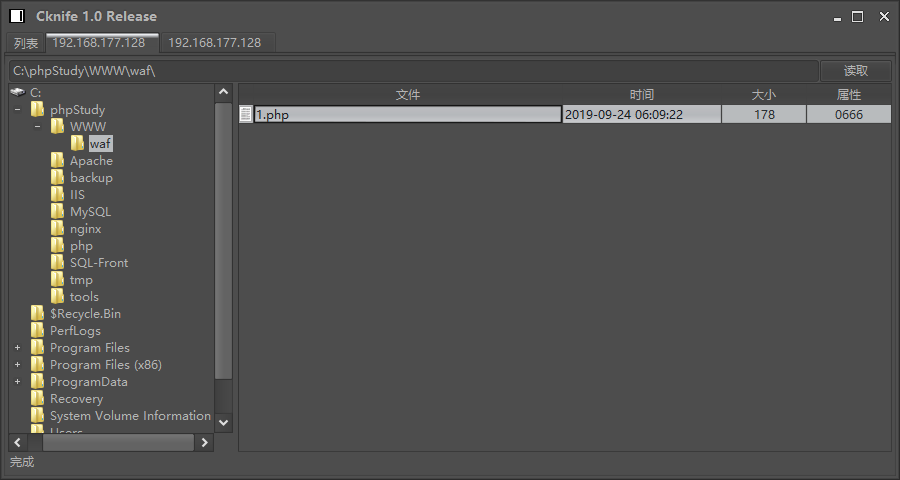 Cknife 1.0 Release
列表 192.168.177.128 192.168.177.128
C:\phpStudy\WWW\waf\ 读取
C:
phpStudy
WWW
waf
Apache
backup
IIS
MySQL
nginx
php
SQL-Front
tmp
tools
$Recycle.Bin
PerfLogs
Program Files
Program Files (x86)
ProgramData
Recovery
System Volume Information
Users
文件 时间 大小 属性
1.php 2019-09-24 06:09:22 178 0666
完成